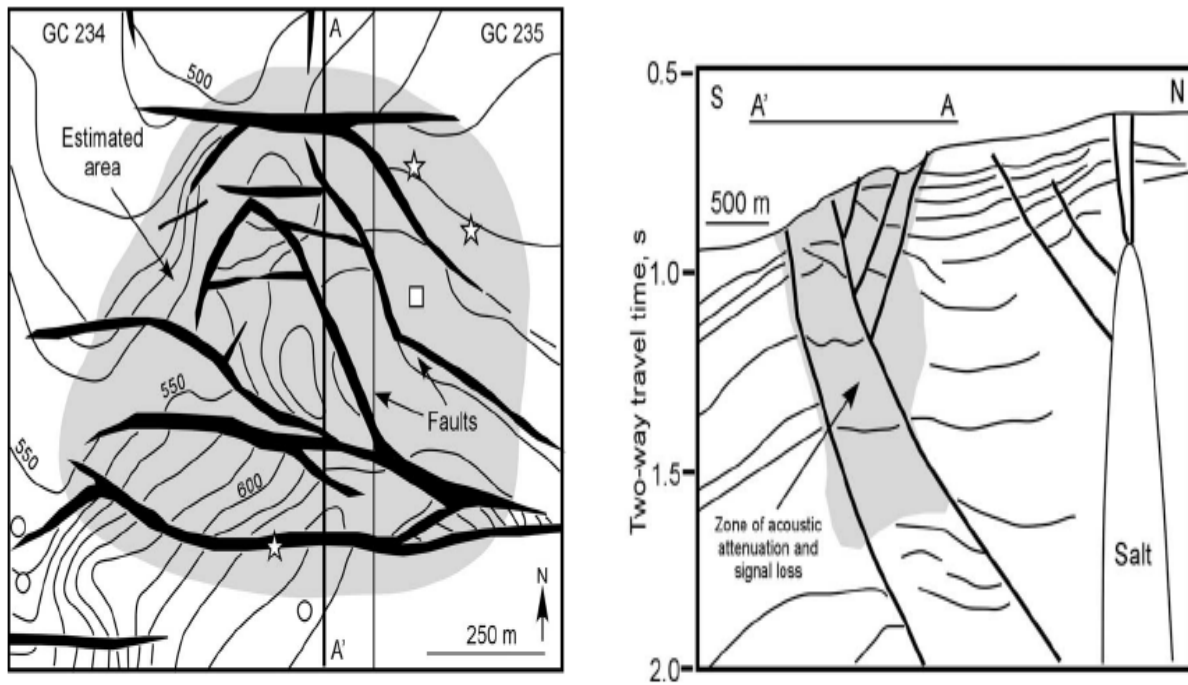 GC 234
A
GC 235
500
Estimated
area
550
Faults
550
600
N
250 m
A'
0.5
S
A'
A
N
500 m
1.0
Two-way travel time, s
1.5
Zone of acoustic
attenuation and
signal loss
Salt
2.0